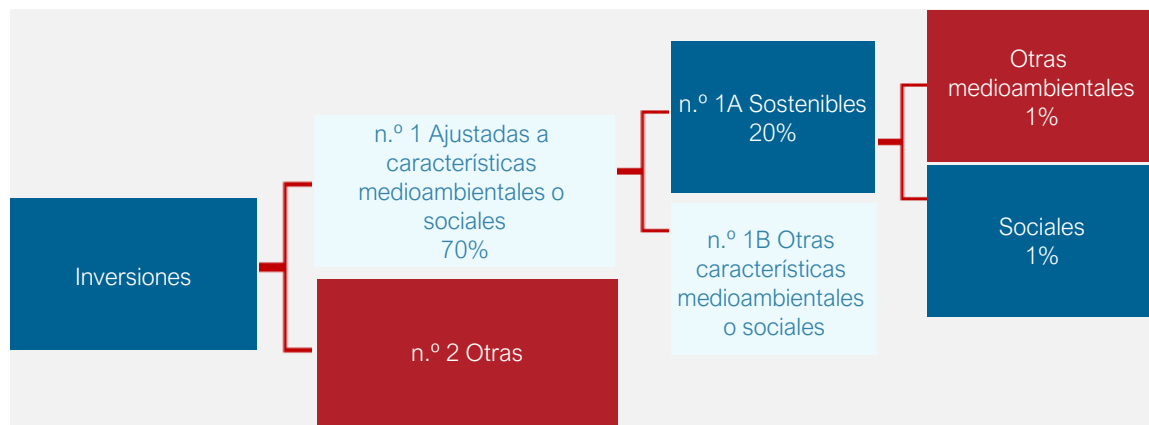 Inversiones
n.º 1 Ajustadas a
características
medioambientales o
sociales
70%
n.º 2 Otras
n.º 1A Sostenibles
20%
n.º 1B Otras
características
medioambientales
o sociales
Otras
medioambientales
1%
Sociales
1%